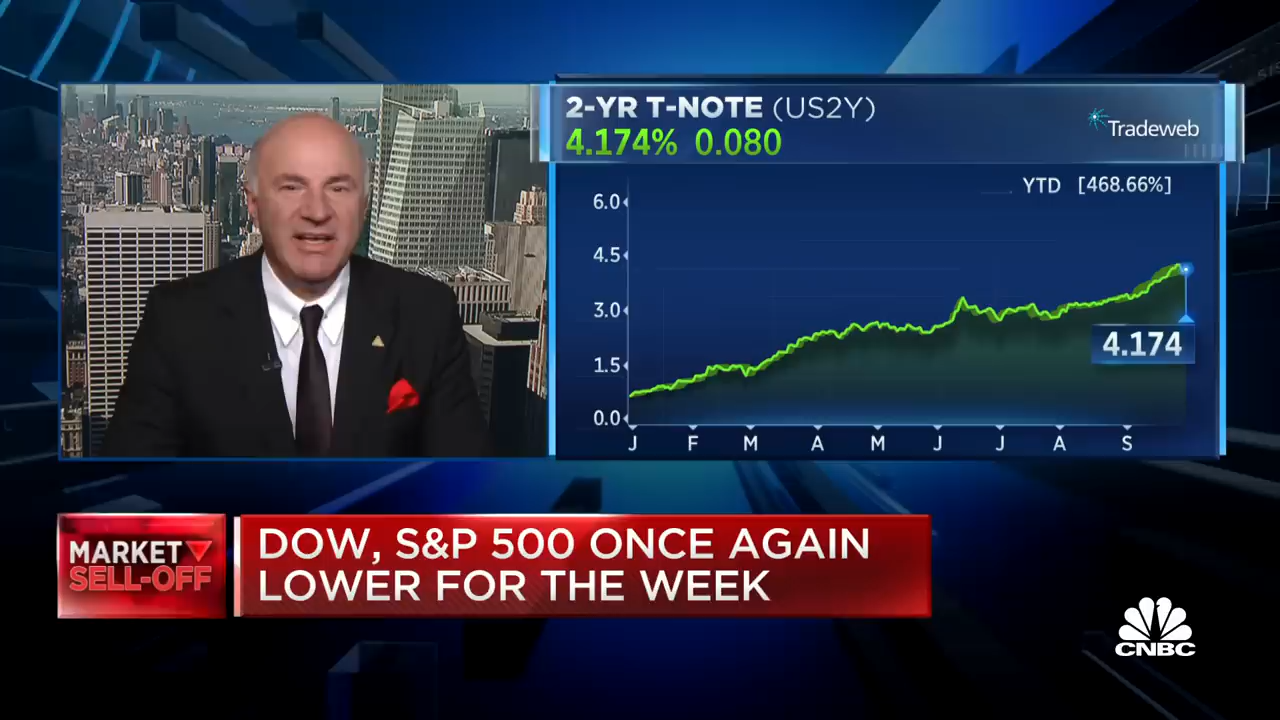 2-YR T-NOTE (US2Y)
4.174% 0.080
Tradeweb
YTD [468.66%]
6.0
4.5
3.0
1.5
0.0
4.174
J F M A M J J A S
MARKET
SELL-OFF
DOW, S&P 500 ONCE AGAIN
LOWER FOR THE WEEK
CNBC